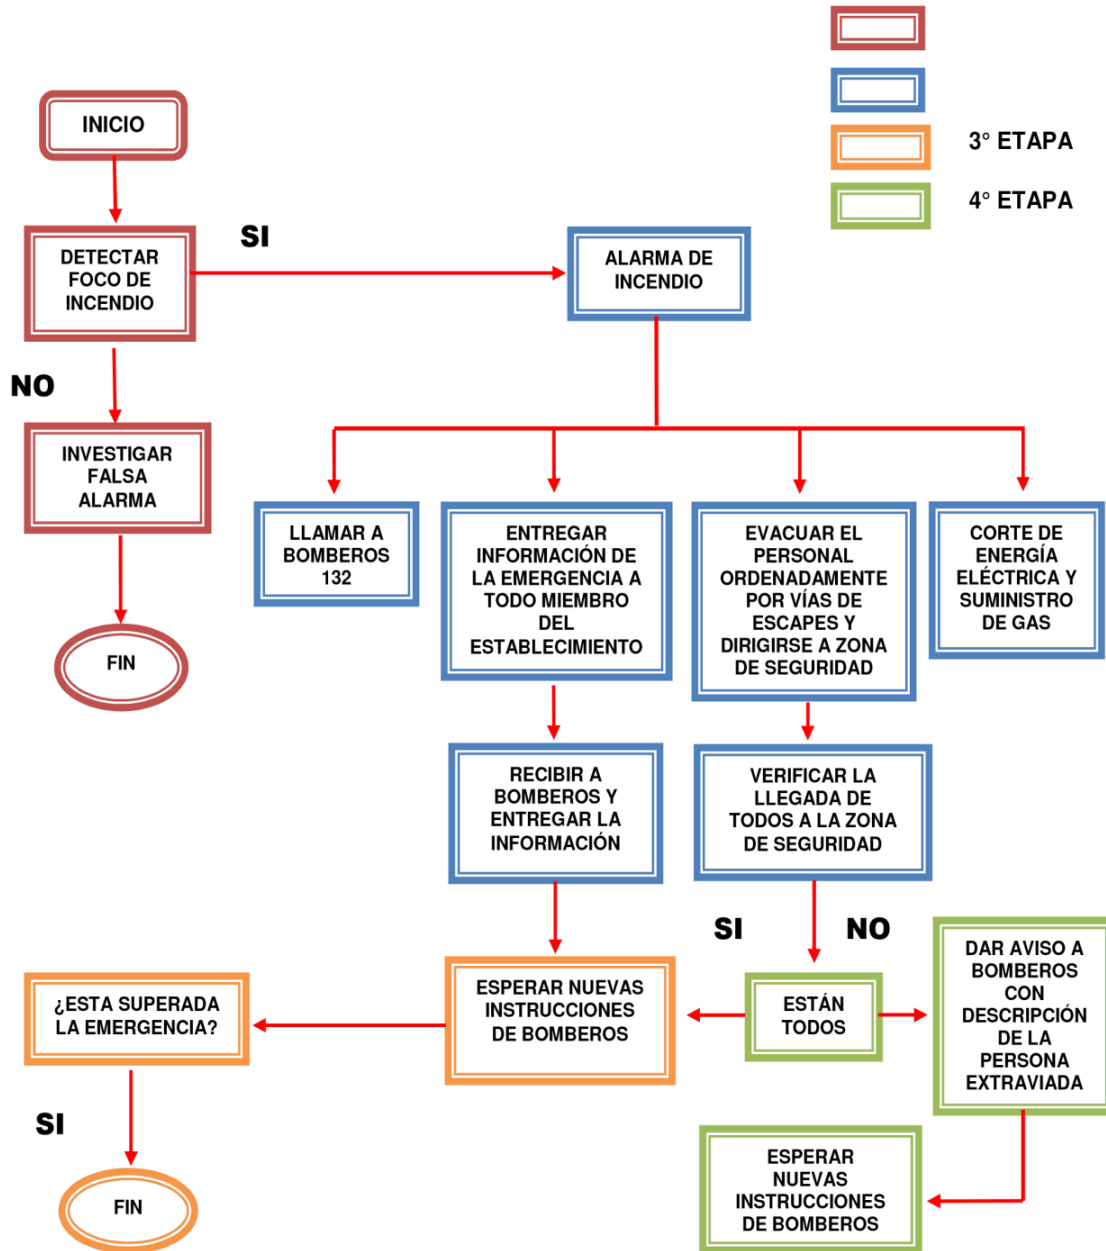 3° ETAPA
4° ETAPA
INICIO
SI
DETECTAR
FOCO DE
INCENDIO
ALARMA DE
INCENDIO
NO
INVESTIGAR
FALSA
ALARMA
FIN
LLAMAR A
BOMBEROS
132
ENTREGAR
INFORMACIÓN DE
LA EMERGENCIA A
TODO MIEMBRO
DEL
ESTABLECIMIENTO
EVACUAR EL
PERSONAL
ORDENADAMENTE
POR VÍAS DE
ESCAPES Y
DIRIGIRSE A ZONA
DE SEGURIDAD
CORTE DE
ENERGÍA
ELÉCTRICA Y
SUMINISTRO
DE GAS
RECIBIR A
BOMBEROS Y
ENTREGAR LA
INFORMACIÓN
VERIFICAR LA
LLEGADA DE
TODOS A LA ZONA
DE SEGURIDAD
SI
NO
¿ESTA SUPERADA
LA EMERGENCIA?
ESPERAR NUEVAS
INSTRUCCIONES
DE BOMBEROS
ESTÁN
TODOS
DAR AVISO A
BOMBEROS
CON
DESCRIPCIÓN
DE LA
PERSONA
EXTRAVIADA
SI
FIN
ESPERAR
NUEVAS
INSTRUCCIONES
DE BOMBEROS